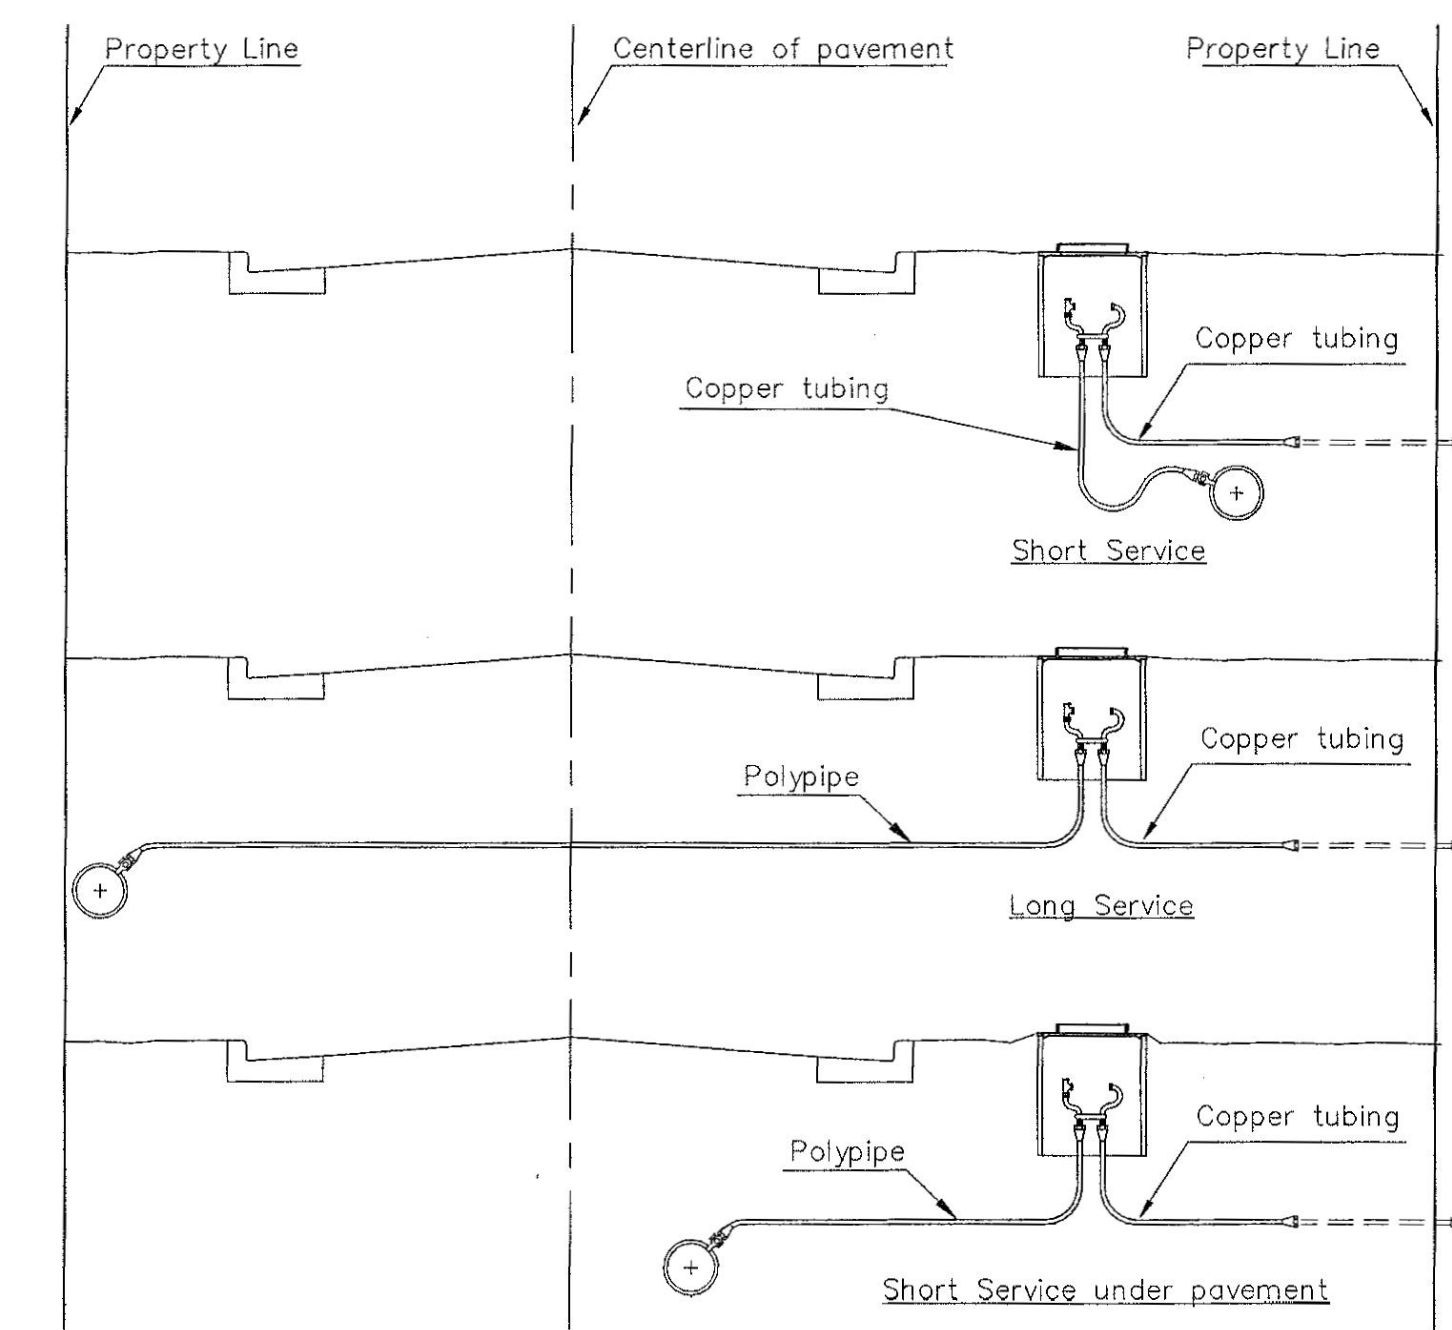 Property Line
Centerline of pavement
Property Line
Copper tubing
Copper tubing
Short Service
Copper tubing
Polypipe
Long Service
Copper tubing
Polypipe
Short Service under pavement